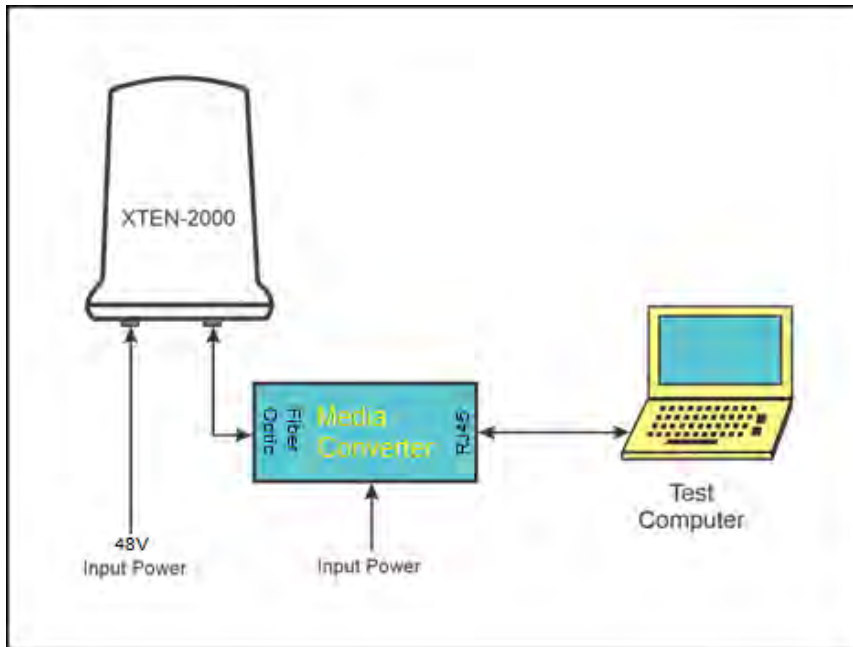 XTEN-2000
Fiber
Optic
Media
Converter
RJ45
Test
Computer
48V
Input Power
Input Power